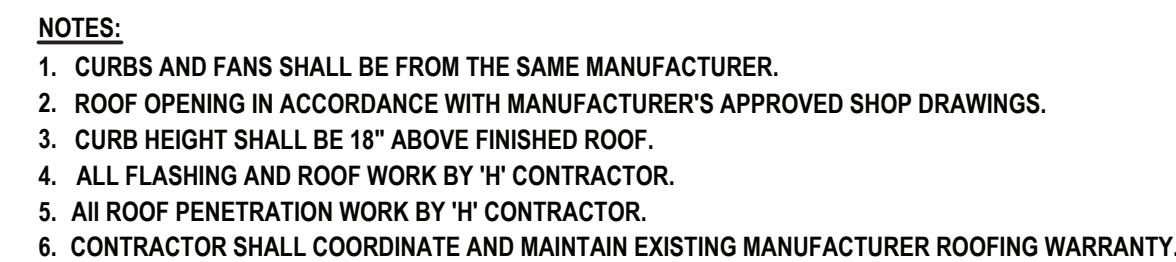 NOTES:
1. CURBS AND FANS SHALL BE FROM THE SAME MANUFACTURER.
2. ROOF OPENING IN ACCORDANCE WITH MANUFACTURER'S APPROVED SHOP DRAWINGS.
3. CURB HEIGHT SHALL BE 18" ABOVE FINISHED ROOF.
4. ALL FLASHING AND ROOF WORK BY 'H' CONTRACTOR.
5. All ROOF PENETRATION WORK BY 'H' CONTRACTOR.
6. CONTRACTOR SHALL COORDINATE AND MAINTAIN EXISTING MANUFACTURER ROOFING WARRANTY.